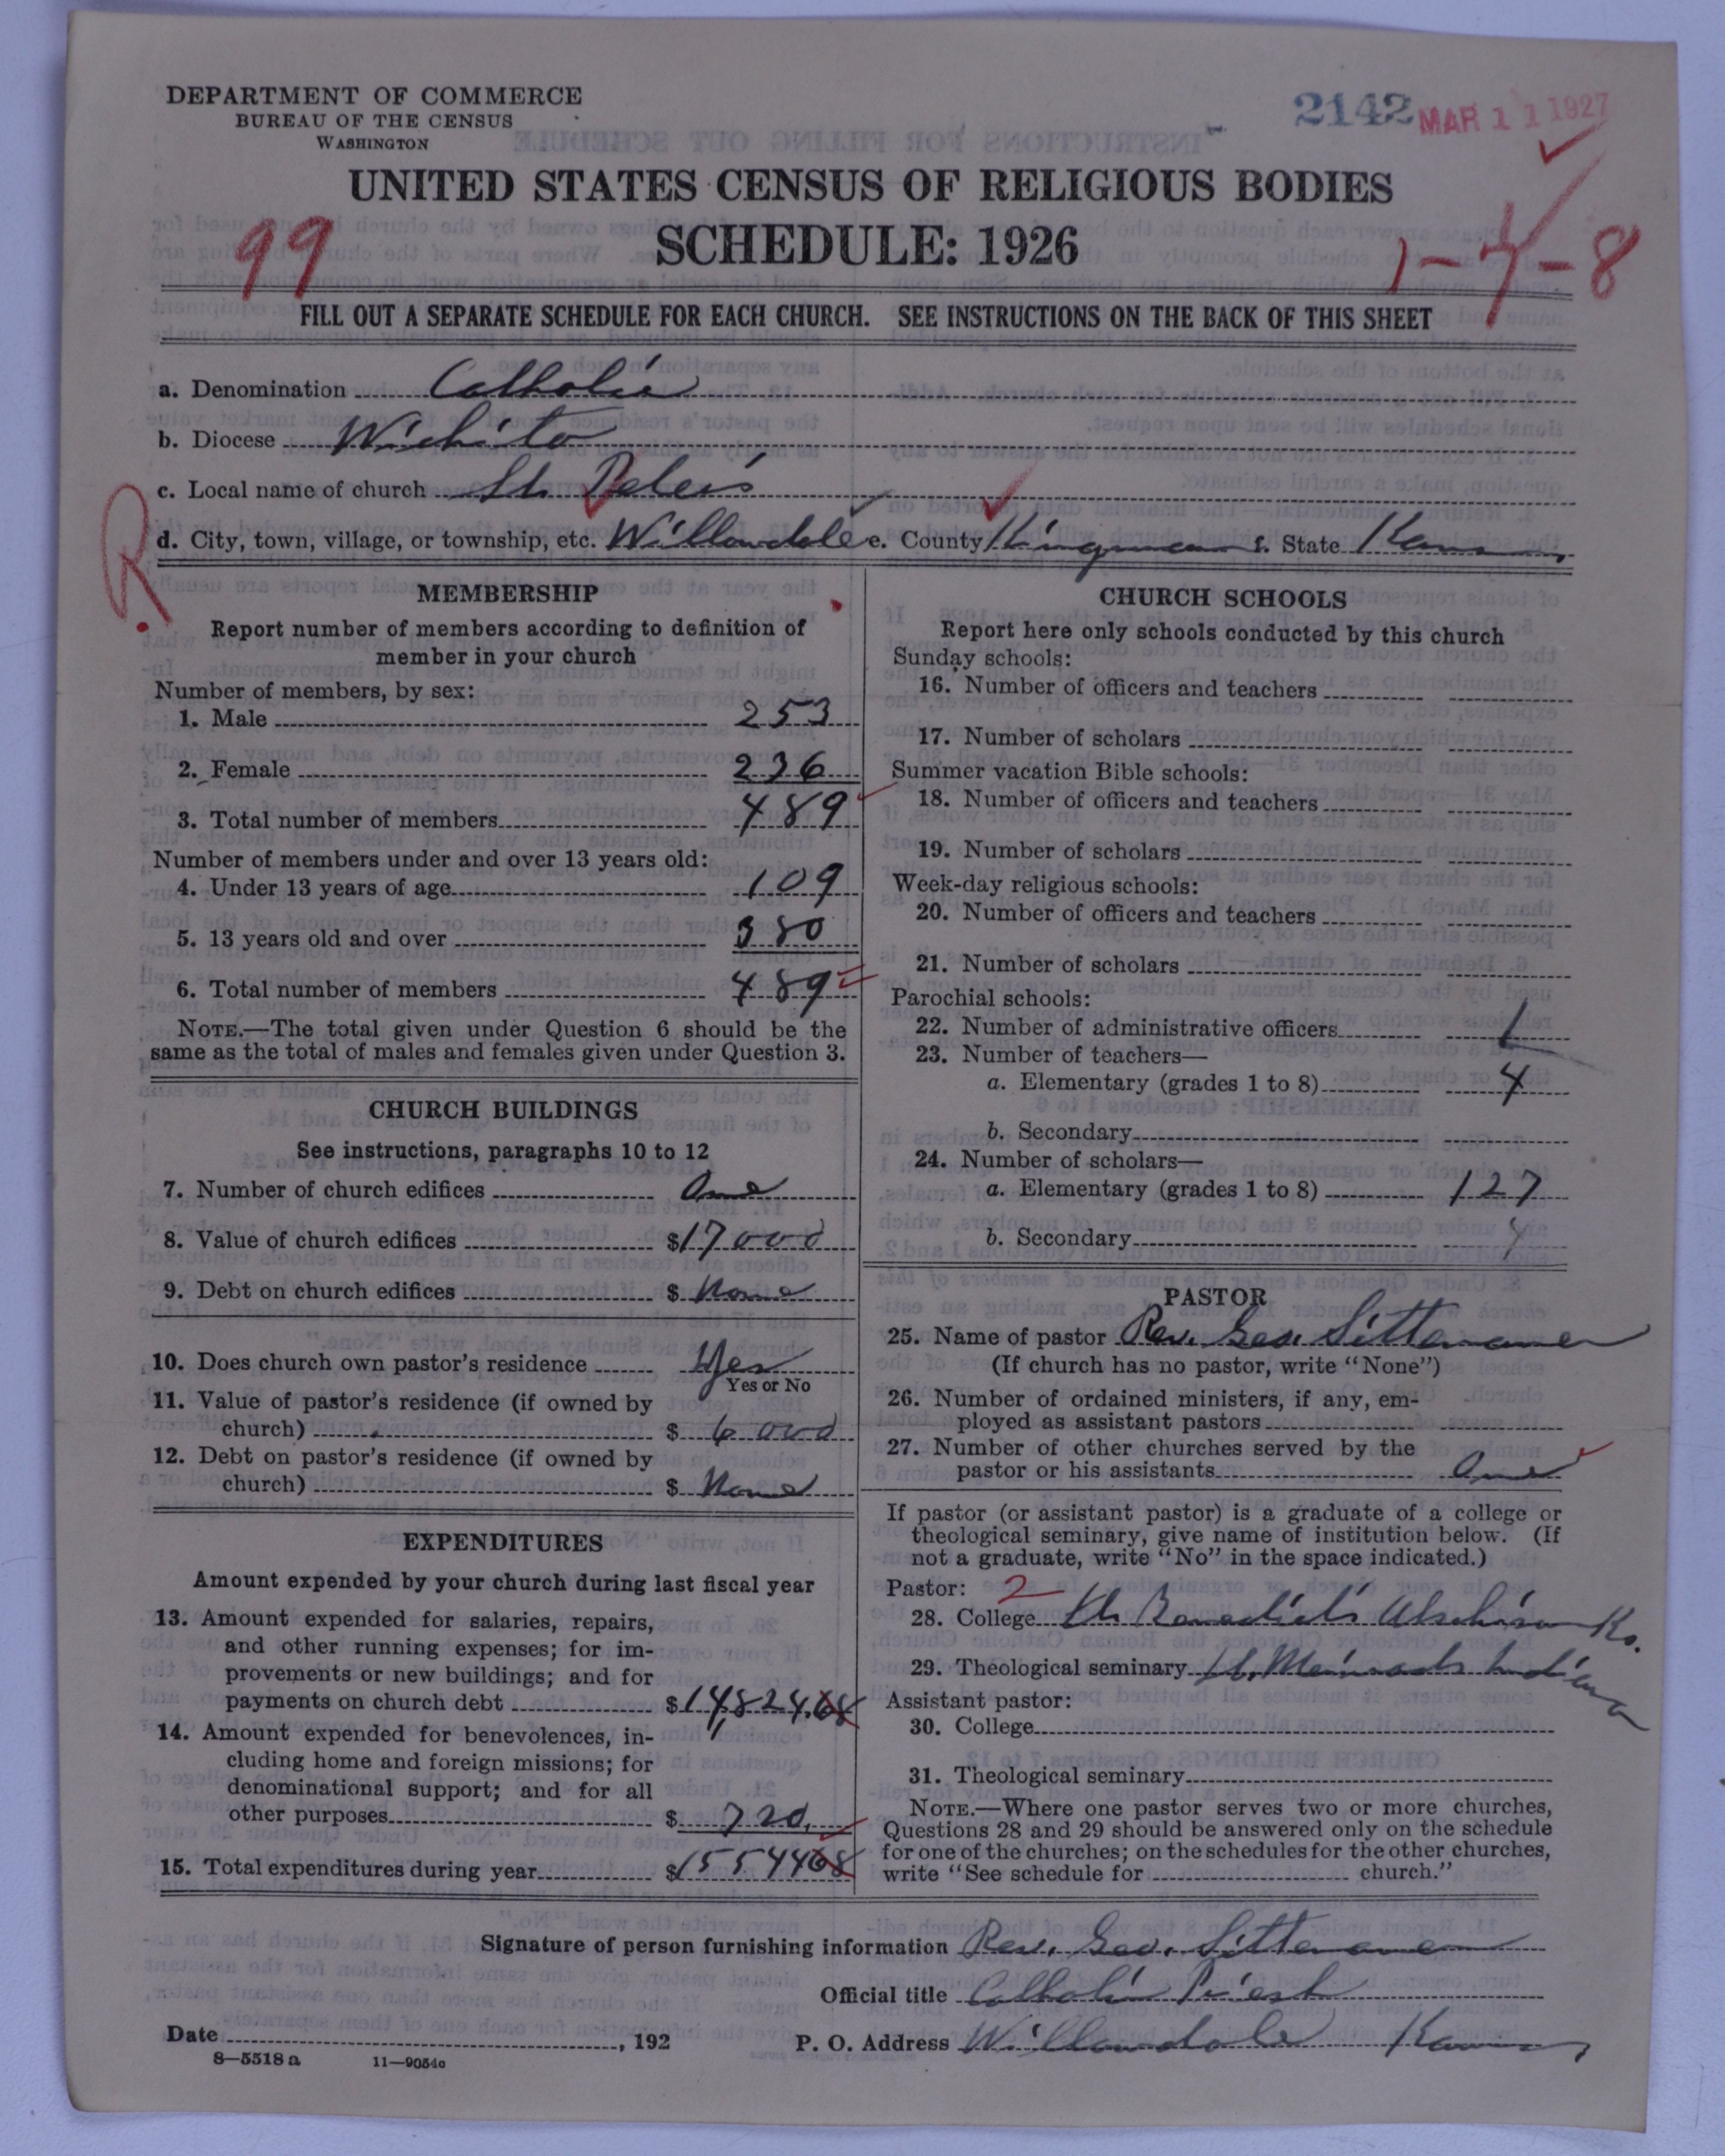 DEPARTMENT OF COMMERCE
BUREAU OF THE CENSUS
WASHINGTON
2142 MAR 11 1927
UNITED STATES CENSUS OF RELIGIOUS BODIES
99 SCHEDULE: 1926 1-4-8
FILL OUT A SEPARATE SCHEDULE FOR EACH CHURCH. SEE INSTRUCTIONS ON THE BACK OF THIS SHEET
a. Denomination Catholic
b. Diocese Wichita
c. Local name of church St. Peter's
R
d. City, town, village, or township, etc. Willowdale e. County Kingman f. State Kans
MEMBERSHIP
Report number of members according to definition of
member in your church
Number of members, by sex:
1. Male 253
2. Female 236
3. Total number of members 489
Number of members under and over 13 years old:
4. Under 13 years of age 109
5. 13 years old and over 380
6. Total number of members 489
NOTE.—The total given under Question 6 should be the
same as the total of males and females given under Question 3.
CHURCH BUILDINGS
See instructions, paragraphs 10 to 12
7. Number of church edifices One
8. Value of church edifices $17000
9. Debt on church edifices $ None
10. Does church own pastor's residence Yes
Yes or No
11. Value of pastor's residence (if owned by
church) $ 6000
12. Debt on pastor's residence (if owned by
church) $ None
EXPENDITURES
Amount expended by your church during last fiscal year
13. Amount expended for salaries, repairs,
and other running expenses; for im-
provements or new buildings; and for
payments on church debt $14,824.68
14. Amount expended for benevolences, in-
cluding home and foreign missions; for
denominational support; and for all
other purposes $ 720.
15. Total expenditures during year $1554468
CHURCH SCHOOLS
Report here only schools conducted by this church
Sunday schools:
16. Number of officers and teachers
17. Number of scholars
Summer vacation Bible schools:
18. Number of officers and teachers
19. Number of scholars
Week-day religious schools:
20. Number of officers and teachers
21. Number of scholars
Parochial schools:
22. Number of administrative officers 1
23. Number of teachers—
a. Elementary (grades 1 to 8) 4
b. Secondary
24. Number of scholars—
a. Elementary (grades 1 to 8) 127
b. Secondary
PASTOR
25. Name of pastor Rev. Geo. Sittenauer
(If church has no pastor, write "None")
26. Number of ordained ministers, if any, em-
ployed as assistant pastors
27. Number of other churches served by the
pastor or his assistants One
If pastor (or assistant pastor) is a graduate of a college or
theological seminary, give name of institution below. (If
not a graduate, write "No" in the space indicated.)
Pastor: 2
28. College St. Benedict's Atchison Ks.
29. Theological seminary St. Meinrads Indiana
Assistant pastor:
30. College
31. Theological seminary
NOTE.—Where one pastor serves two or more churches,
Questions 28 and 29 should be answered only on the schedule
for one of the churches; on the schedules for the other churches,
write "See schedule for church."
Signature of person furnishing information Rev. Geo. Sittenauer
Official title Catholic Priest
Date , 192 P. O. Address Willowdale Kans
8—5518 a 11—9054a